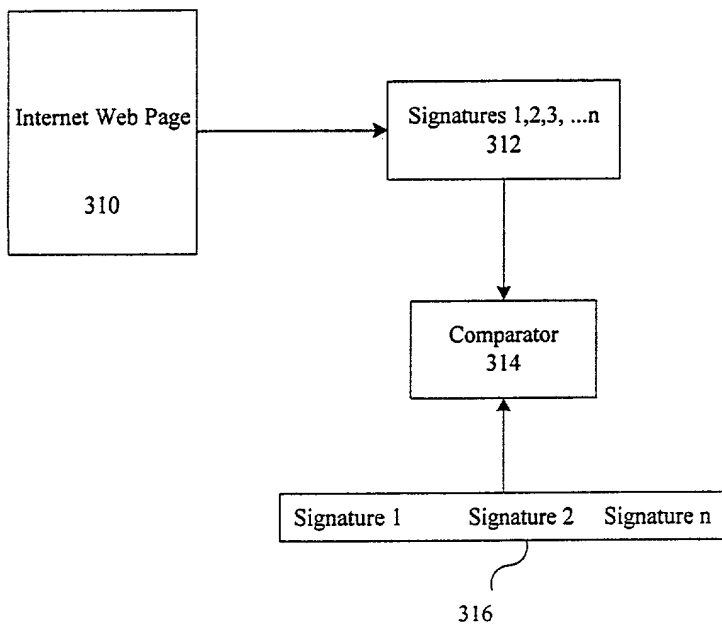 Internet Web Page
310
Signatures 1,2,3, ...n
312
Comparator
314
Signature 1 Signature 2 Signature n
316